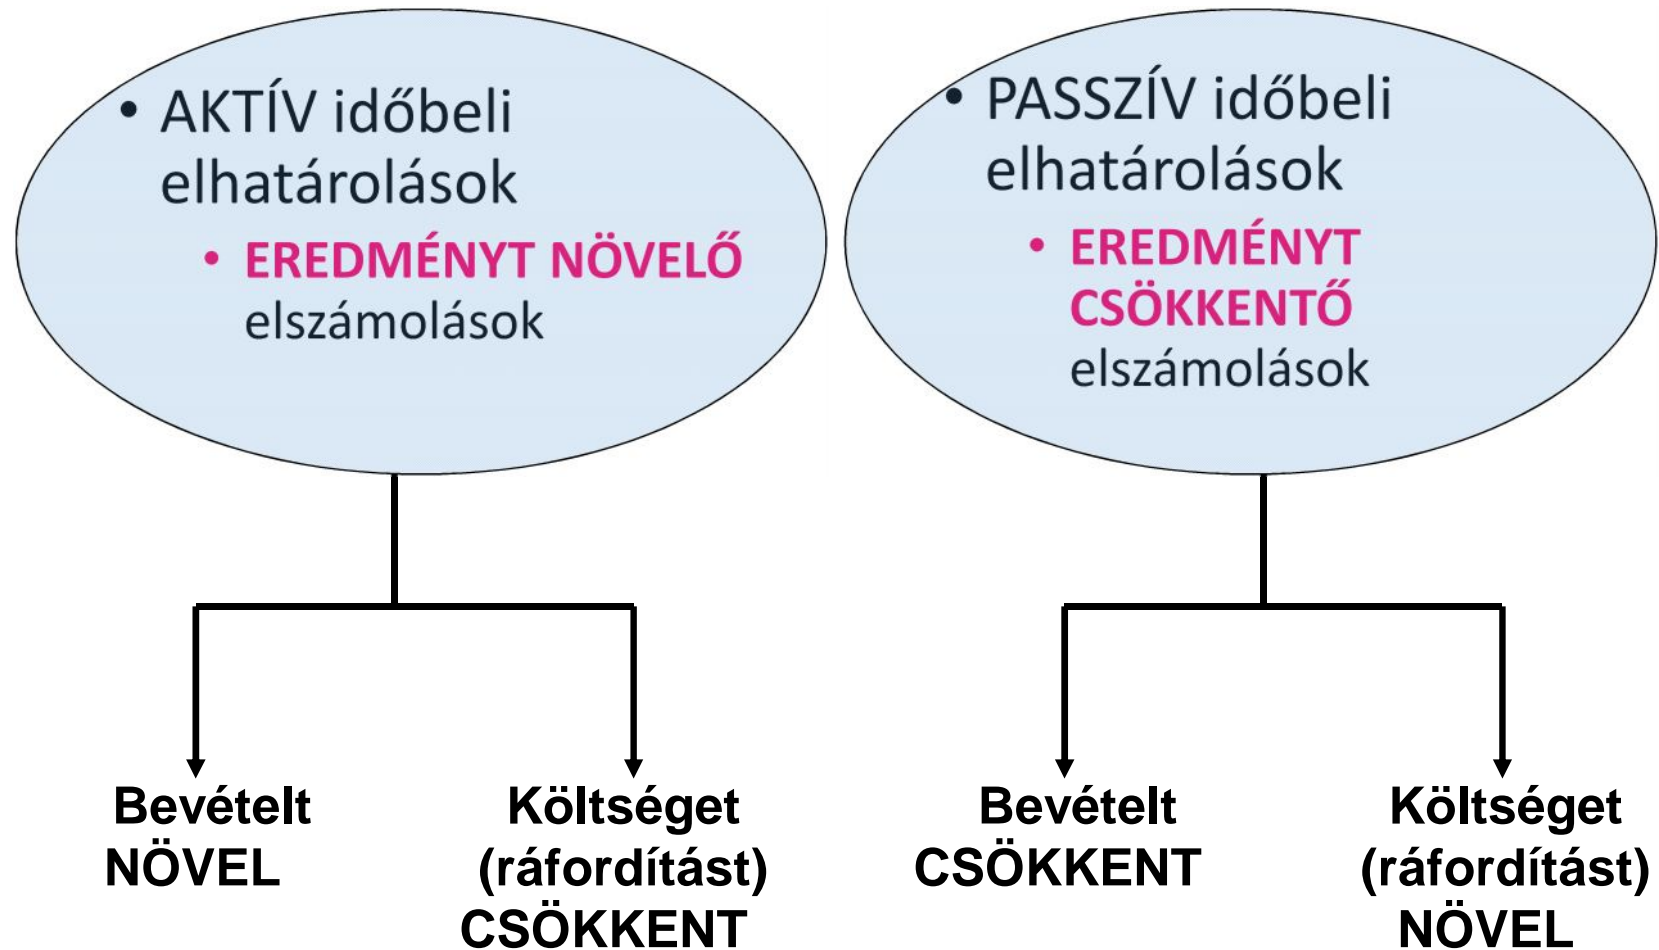 • AKTÍV időbeli
elhatárolások
• EREDMÉNYT NÖVELŐ
elszámolások
• PASSZÍV időbeli
elhatárolások
• EREDMÉNYT
CSÖKKENTŐ
elszámolások
Bevételt
NÖVEL
Költséget
(ráfordítást)
CSÖKKENT
Bevételt
CSÖKKENT
Költséget
(ráfordítást)
NÖVEL